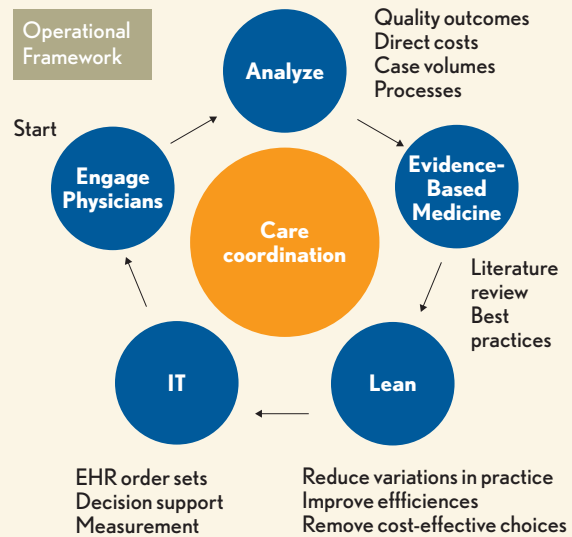 Operational
Framework
Start
Engage
Physicians
Analyze
Quality outcomes
Direct costs
Case volumes
Processes
Evidence-
Based
Medicine
Literature
review
Best
practices
Care
coordination
Lean
Reduce variations in practice
Improve effficiences
Remove cost-effective choices
IT
EHR order sets
Decision support
Measurement